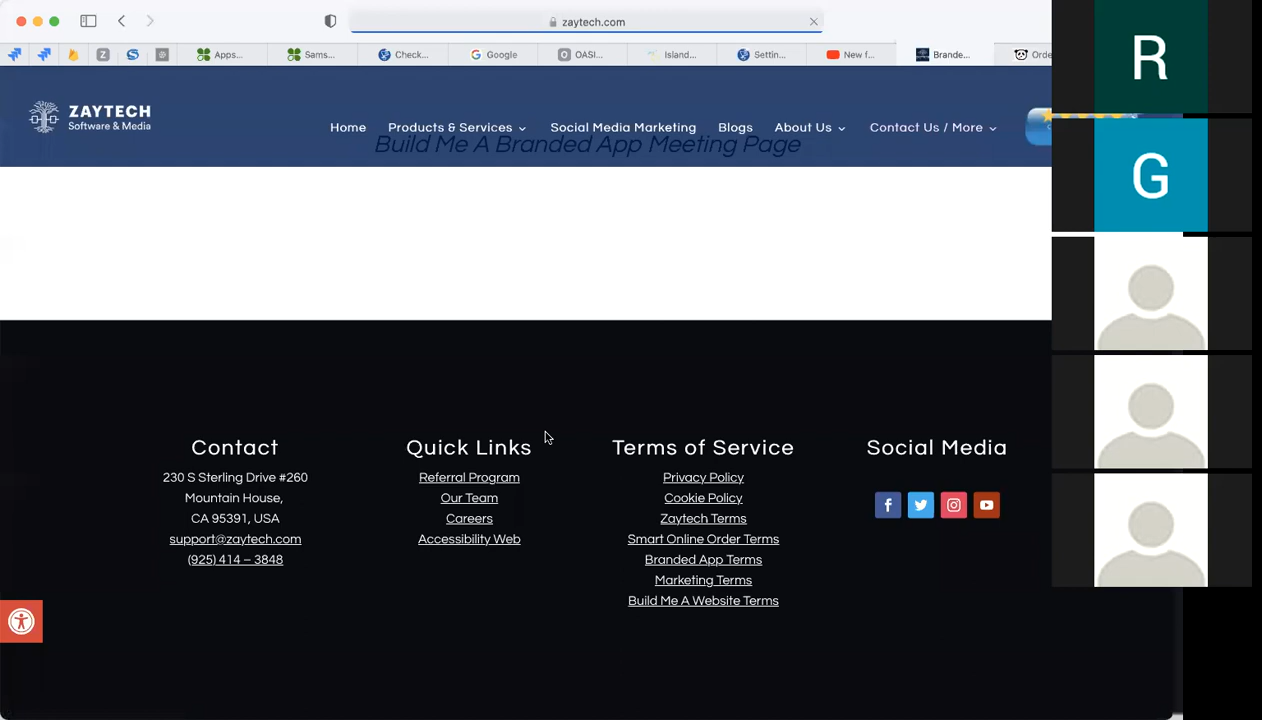 zaytech.com
Apps...
Sams...
Check...
Google
OASI...
Island...
Settin...
New f...
Brande...
Orde
ZAYTECH
Software & Media
Home
Products & Services
Social Media Marketing
Blogs
About Us
Contact Us / More
Build Me A Branded App Meeting Page
R
G
Contact
230 S Sterling Drive #260
Mountain House,
CA 95391, USA
support@zaytech.com
(925) 414 – 3848
Quick Links
Referral Program
Our Team
Careers
Accessibility Web
Terms of Service
Privacy Policy
Cookie Policy
Zaytech Terms
Smart Online Order Terms
Branded App Terms
Marketing Terms
Build Me A Website Terms
Social Media